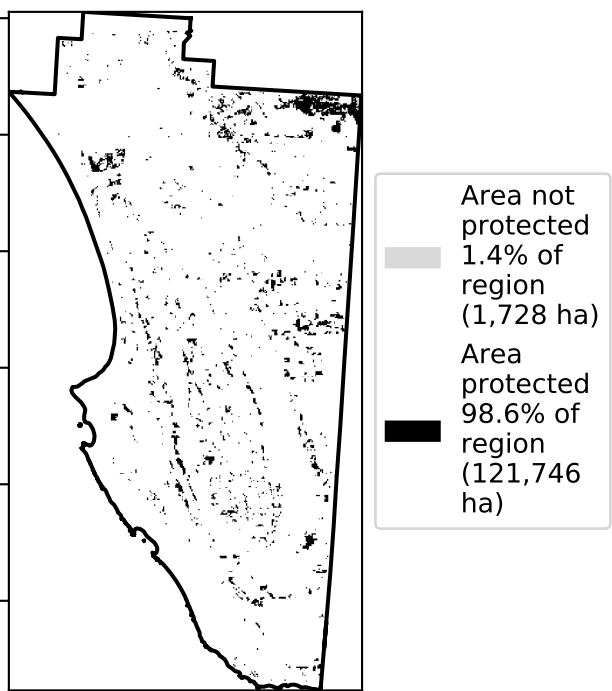 Area not
protected
1.4% of
region
(1,728 ha)
Area
protected
98.6% of
region
(121,746
ha)